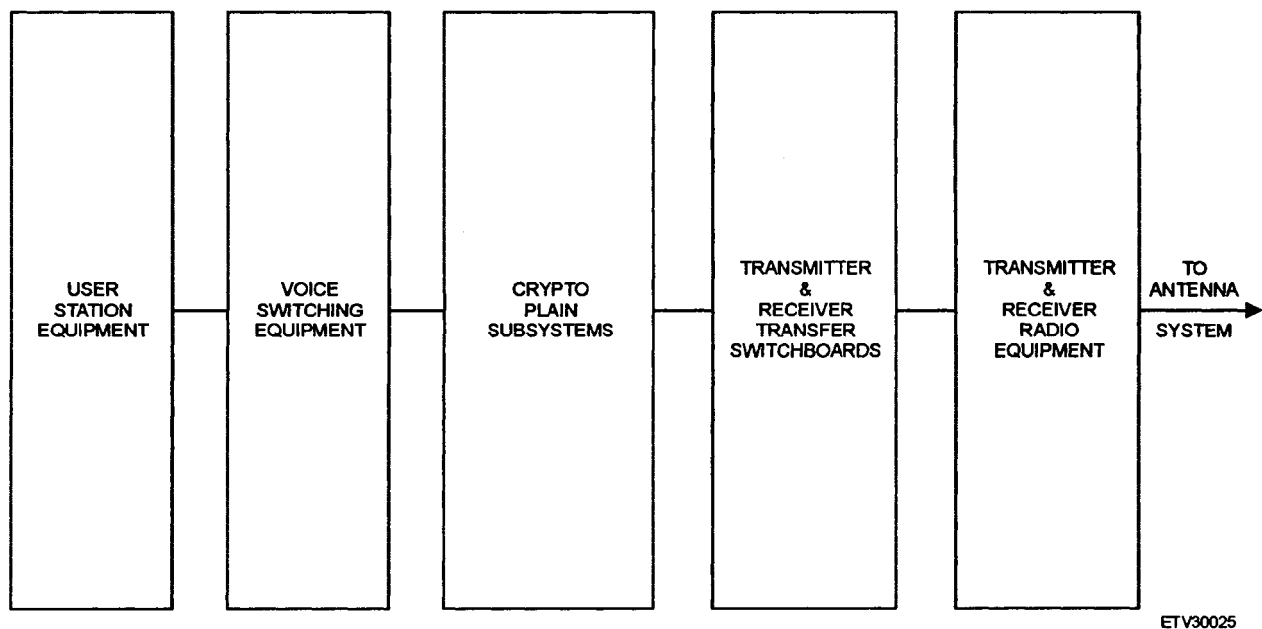 USER
STATION
EQUIPMENT
VOICE
SWITCHING
EQUIPMENT
CRYPTO
PLAIN
SUBSYSTEMS
TRANSMITTER
&
RECEIVER
TRANSFER
SWITCHBOARDS
TRANSMITTER
&
RECEIVER
RADIO
EQUIPMENT
TO
ANTENNA
SYSTEM
ETV30025